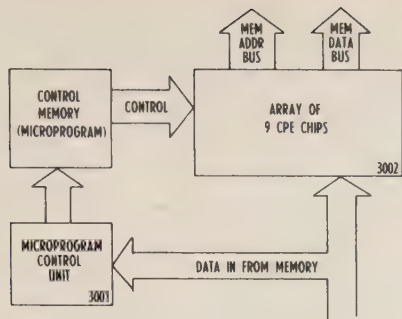 MEM
ADDR
BUS
MEM
DATA
BUS
CONTROL
MEMORY
(MICROPROGRAM)
CONTROL
ARRAY OF
9 CPE CHIPS
3002
MICROPROGRAM
CONTROL
UNIT
3001
DATA IN FROM MEMORY